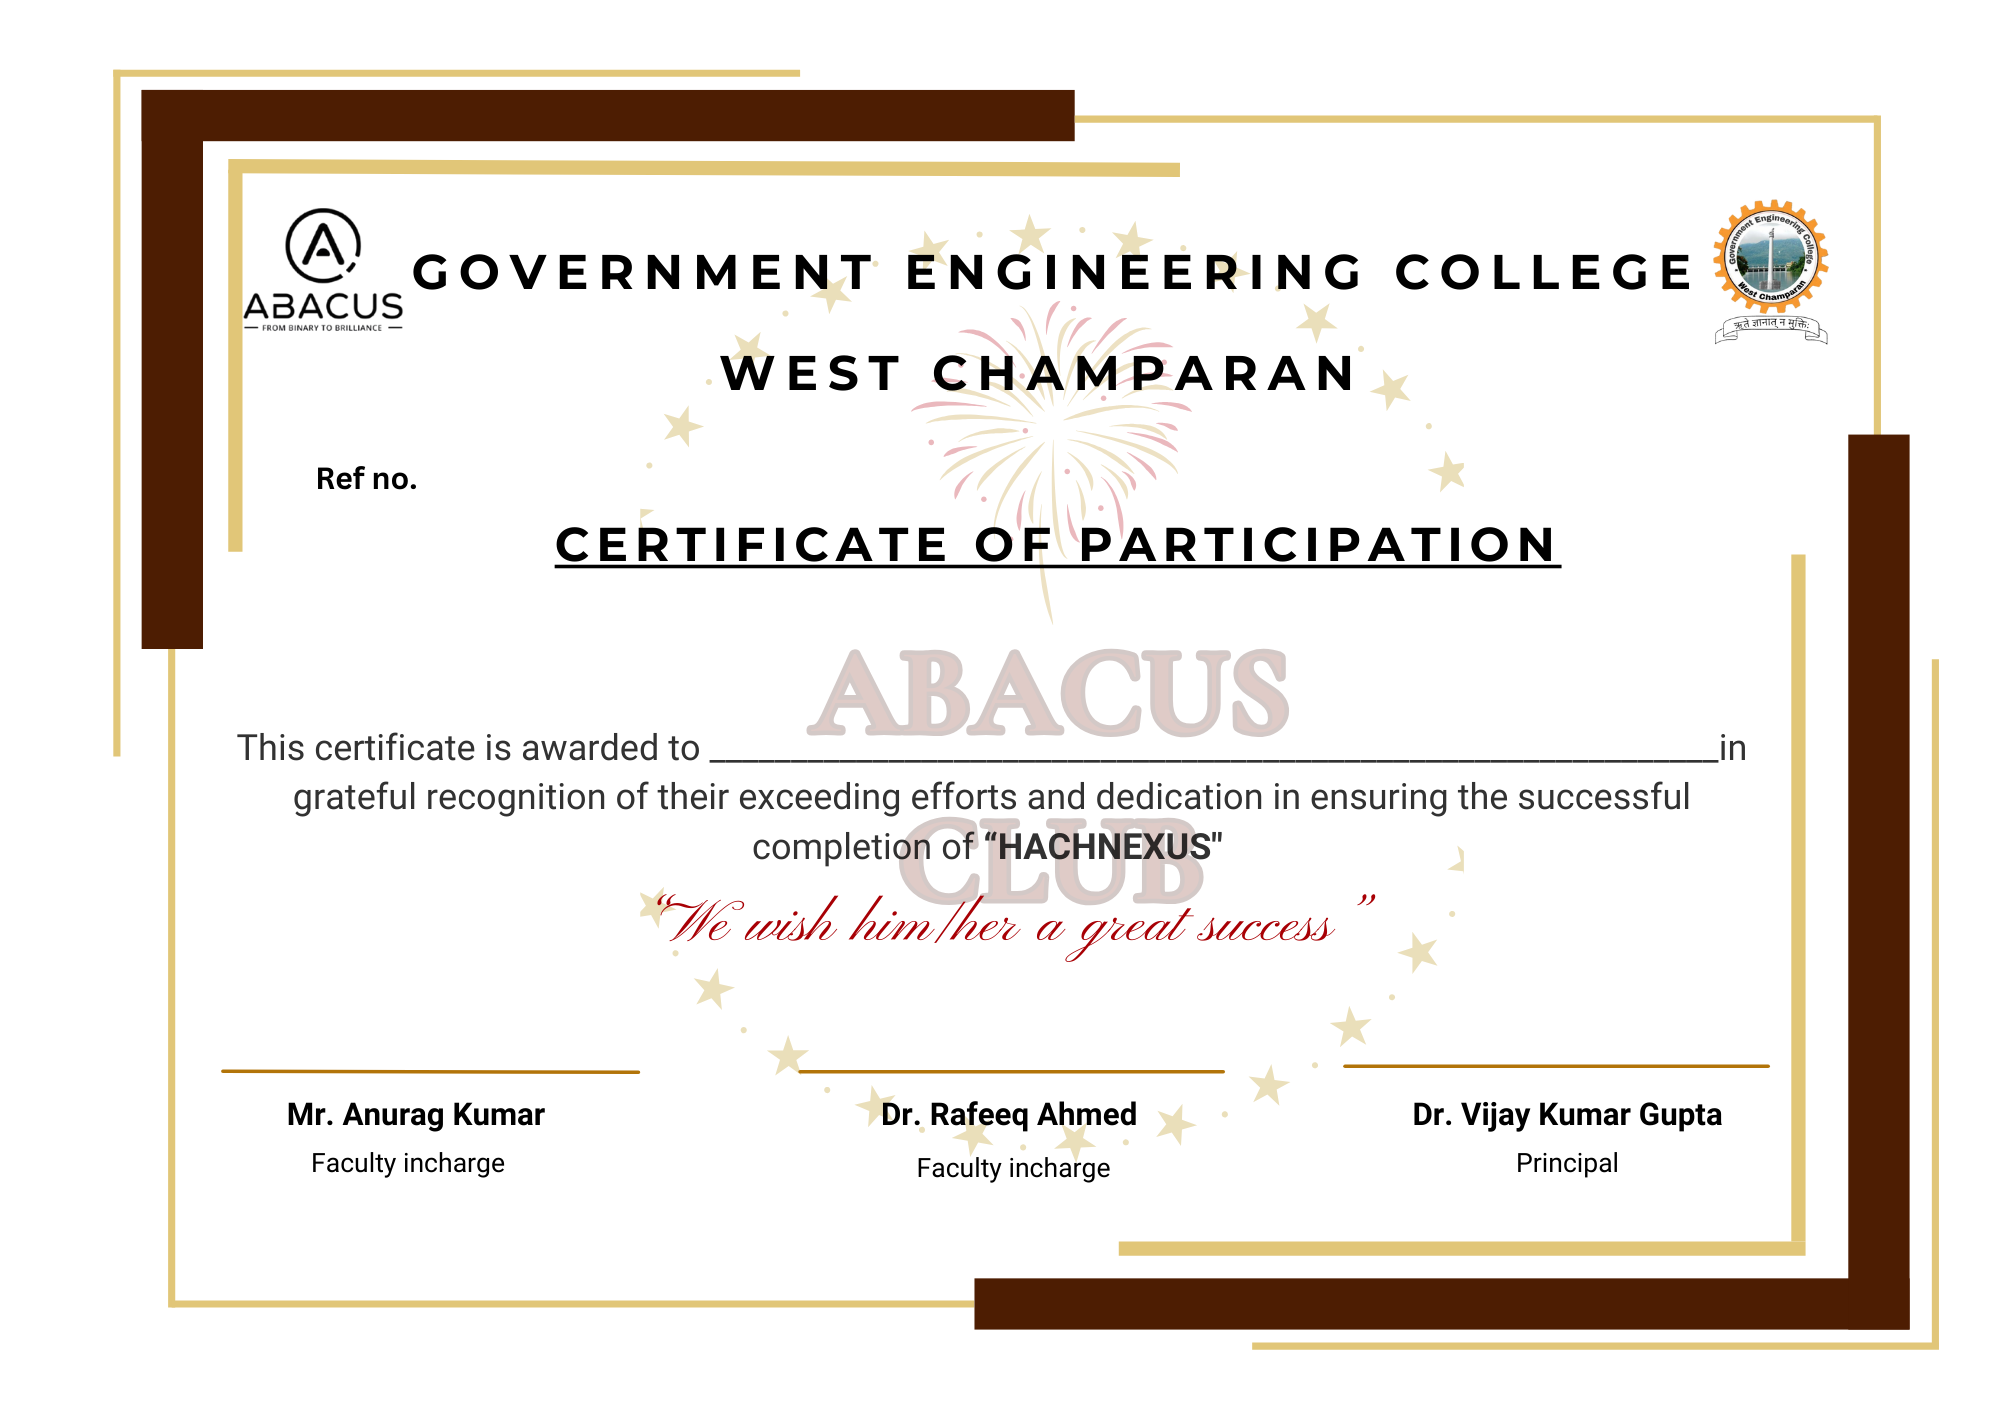 ABACUS
— FROM BINARY TO BRILLIANCE —
GOVERNMENT ENGINEERING COLLEGE
WEST CHAMPARAN
Government Engineering College
West Champaran
ऋते ज्ञानात् न मुक्तिः
Ref no.
CERTIFICATE OF PARTICIPATION
ABACUS
CLUB
This certificate is awarded to ______________________________________________________in
grateful recognition of their exceeding efforts and dedication in ensuring the successful
completion of “HACHNEXUS"
“We wish him/her a great success ”
Mr. Anurag Kumar
Faculty incharge
Dr. Rafeeq Ahmed
Faculty incharge
Dr. Vijay Kumar Gupta
Principal